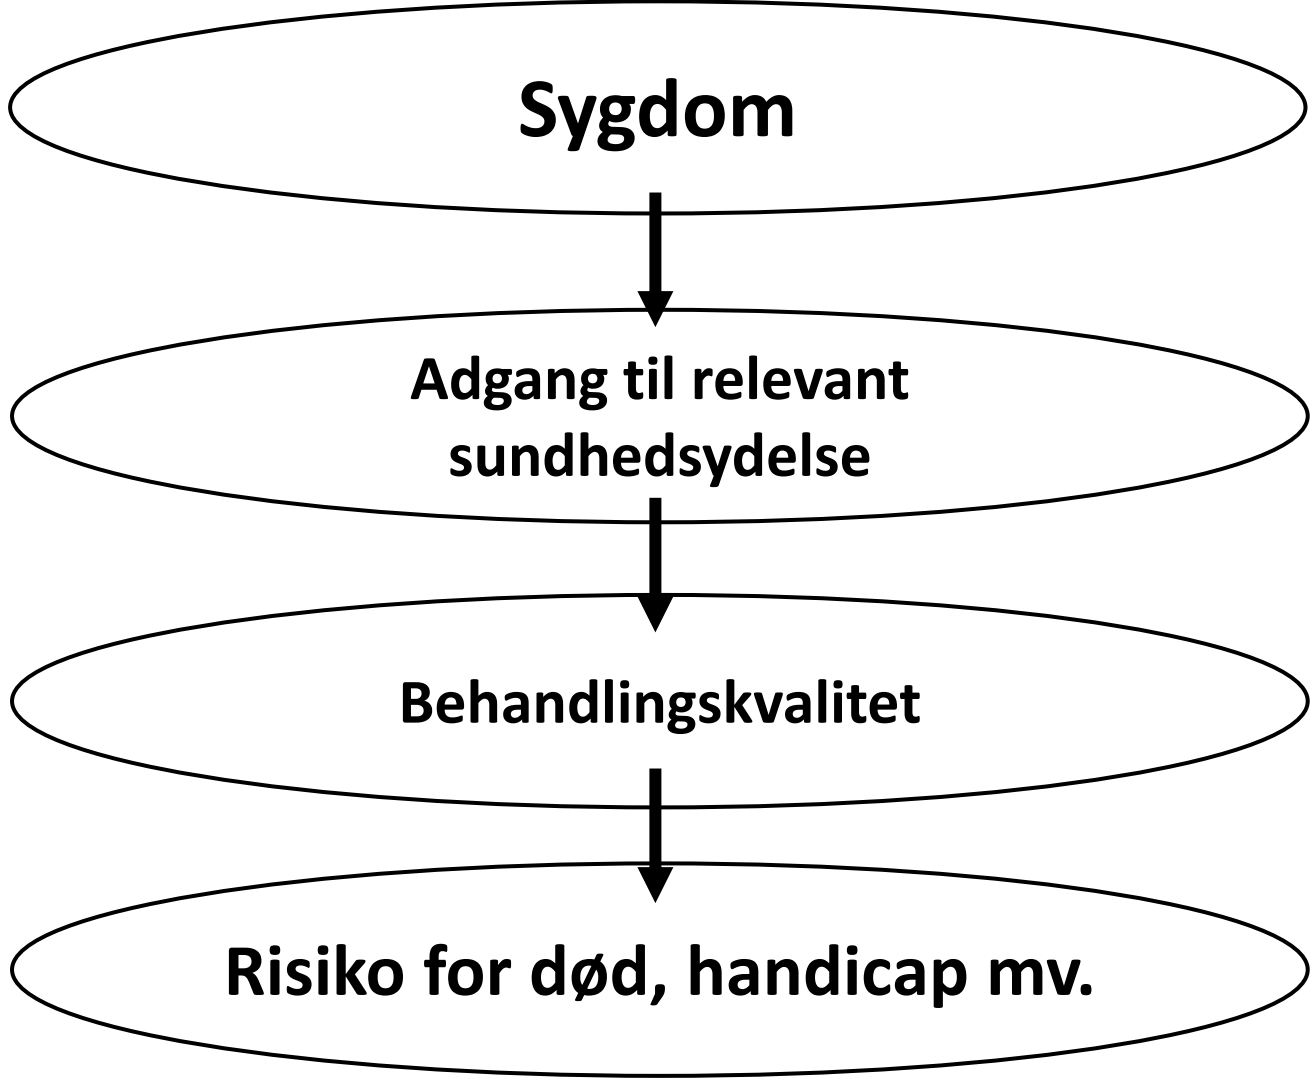 Sygdom
Adgang til relevant
sundhedsydelse
Behandlingskvalitet
Risiko for død, handicap mv.